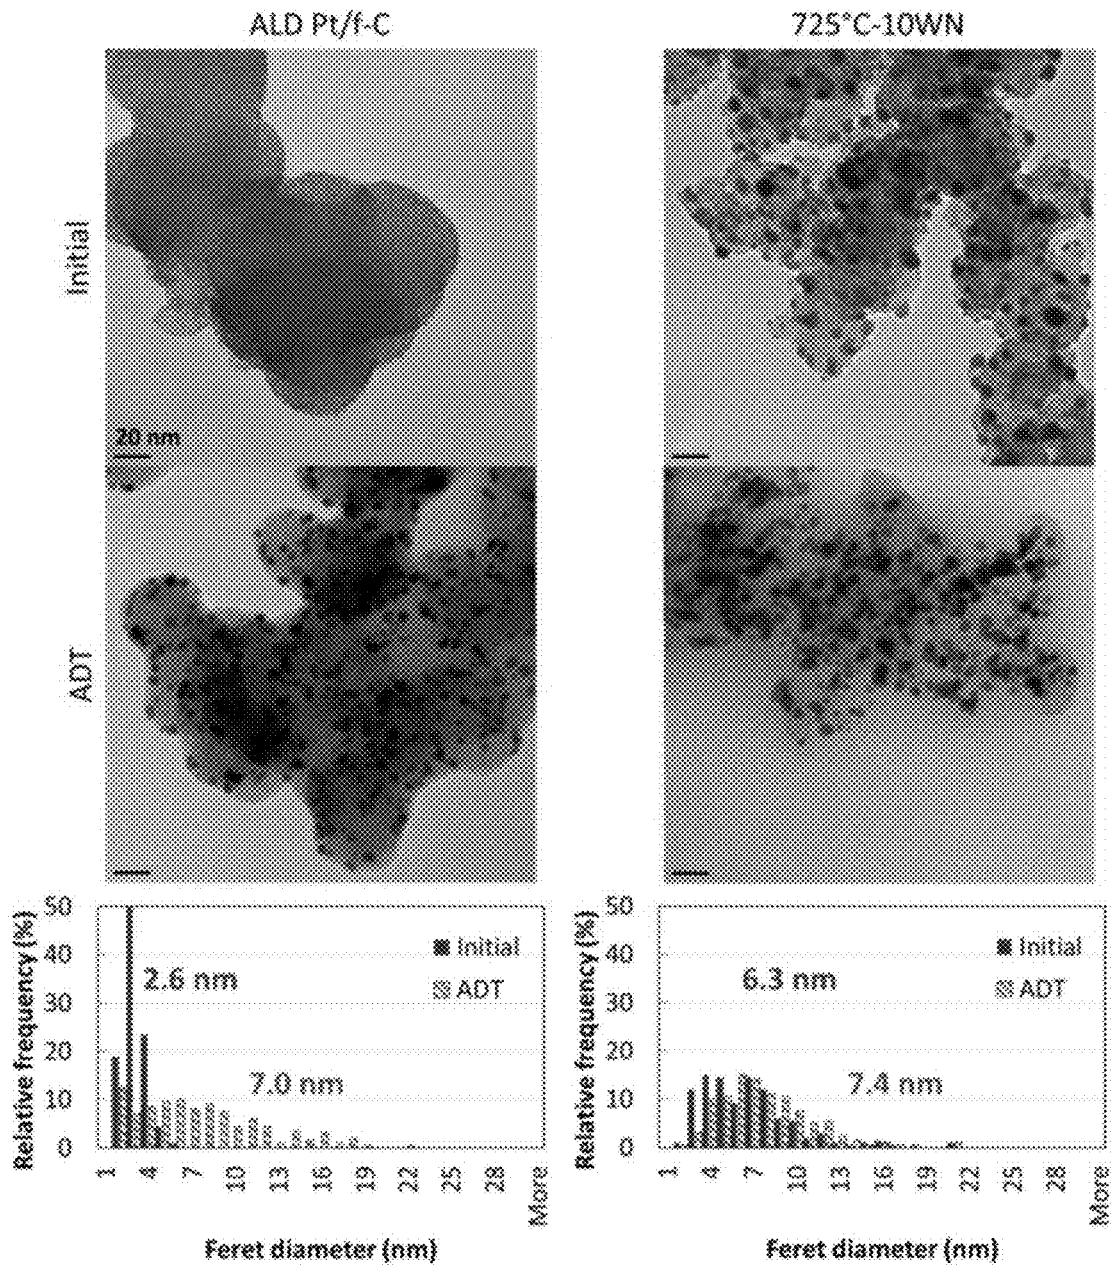 ALD Pt/f-C
725°C-10WN
Initial
20 nm
ADT
Relative frequency (%)
50
40
30
20
10
0
2.6 nm
7.0 nm
Initial
ADT
1 4 7 10 13 16 19 22 25 28 More
Feret diameter (nm)
Relative frequency (%)
50
40
30
20
10
0
6.3 nm
7.4 nm
Initial
ADT
1 4 7 10 13 16 19 22 25 28 More
Feret diameter (nm)